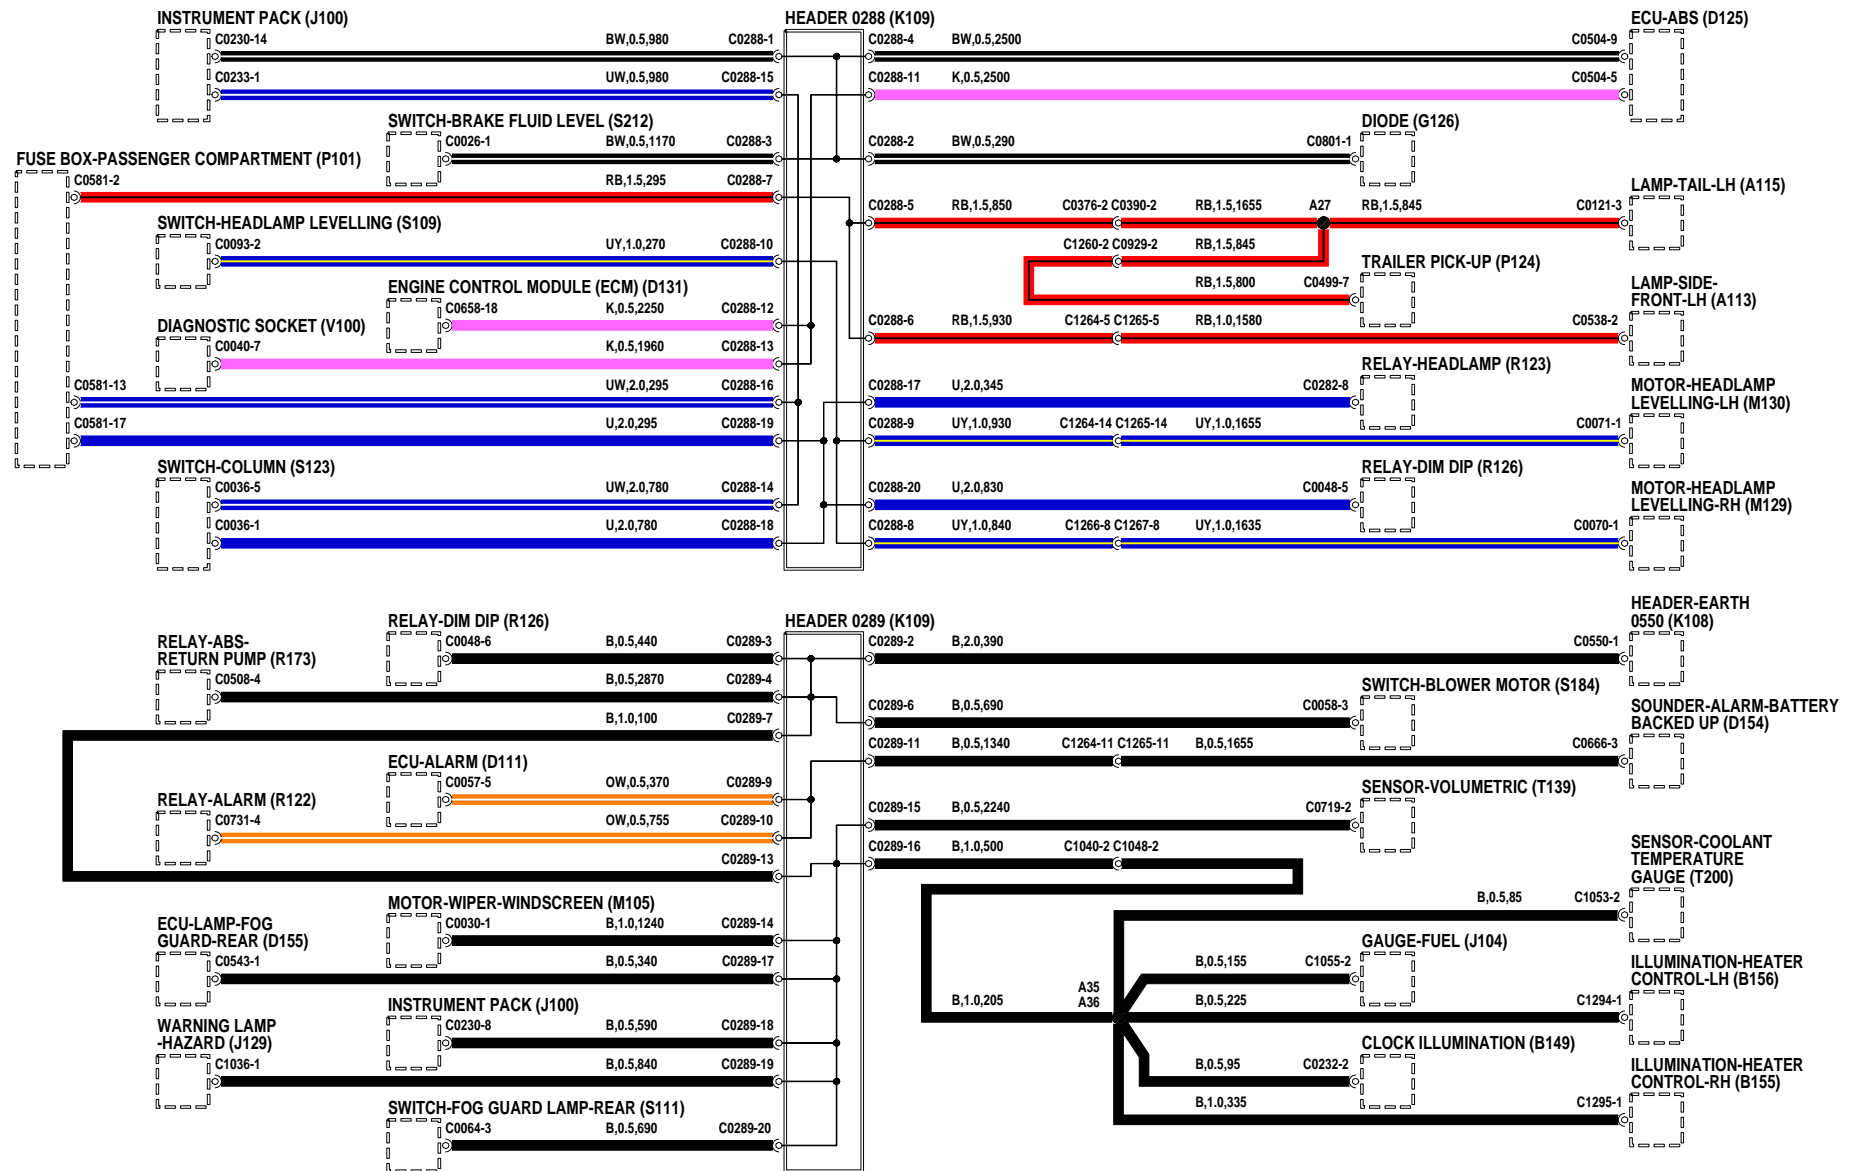 INSTRUMENT PACK (J100)
HEADER 0288 (K109)
ECU-ABS (D125)
C0230-14
BW,0.5,980
C0288-1
C0288-4
BW,0.5,2500
C0504-9
C0233-1
UW,0.5,980
C0288-15
C0288-11
K,0.5,2500
C0504-5
SWITCH-BRAKE FLUID LEVEL (S212)
DIODE (G126)
C0026-1
BW,0.5,1170
C0288-3
C0288-2
BW,0.5,290
C0801-1
FUSE BOX-PASSENGER COMPARTMENT (P101)
C0581-2
RB,1.5,295
C0288-7
LAMP-TAIL-LH (A115)
C0288-5
RB,1.5,850
C0376-2 C0390-2
RB,1.5,1655
A27
RB,1.5,845
C0121-3
SWITCH-HEADLAMP LEVELLING (S109)
C0093-2
UY,1.0,270
C0288-10
C1260-2 C0929-2
RB,1.5,845
TRAILER PICK-UP (P124)
RB,1.5,800
C0499-7
ENGINE CONTROL MODULE (ECM) (D131)
C0658-18
K,0.5,2250
C0288-12
LAMP-SIDE-
FRONT-LH (A113)
C0288-6
RB,1.5,930
C1264-5 C1265-5
RB,1.0,1580
C0538-2
DIAGNOSTIC SOCKET (V100)
C0040-7
K,0.5,1960
C0288-13
RELAY-HEADLAMP (R123)
C0581-13
UW,2.0,295
C0288-16
C0288-17
U,2.0,345
C0282-8
MOTOR-HEADLAMP
LEVELLING-LH (M130)
C0581-17
U,2.0,295
C0288-19
C0288-9
UY,1.0,930
C1264-14 C1265-14
UY,1.0,1655
C0071-1
SWITCH-COLUMN (S123)
RELAY-DIM DIP (R126)
C0036-5
UW,2.0,780
C0288-14
C0288-20
U,2.0,830
C0048-5
MOTOR-HEADLAMP
LEVELLING-RH (M129)
C0036-1
U,2.0,780
C0288-18
C0288-8
UY,1.0,840
C1266-8 C1267-8
UY,1.0,1635
C0070-1
RELAY-DIM DIP (R126)
HEADER 0289 (K109)
HEADER-EARTH
0550 (K108)
C0048-6
B,0.5,440
C0289-3
C0289-2
B,2.0,390
C0550-1
RELAY-ABS-
RETURN PUMP (R173)
C0508-4
B,0.5,2870
C0289-4
SWITCH-BLOWER MOTOR (S184)
C0289-6
B,0.5,690
C0058-3
B,1.0,100
C0289-7
SOUNDER-ALARM-BATTERY
BACKED UP (D154)
C0289-11
B,0.5,1340
C1264-11 C1265-11
B,0.5,1655
C0666-3
ECU-ALARM (D111)
C0057-5
OW,0.5,370
C0289-9
SENSOR-VOLUMETRIC (T139)
C0289-15
B,0.5,2240
C0719-2
RELAY-ALARM (R122)
C0731-4
OW,0.5,755
C0289-10
C0289-13
C0289-16
B,1.0,500
C1040-2 C1048-2
SENSOR-COOLANT
TEMPERATURE
GAUGE (T200)
B,0.5,85
C1053-2
MOTOR-WIPER-WINDSCREEN (M105)
C0030-1
B,1.0,1240
C0289-14
ECU-LAMP-FOG
GUARD-REAR (D155)
C0543-1
B,0.5,340
C0289-17
GAUGE-FUEL (J104)
B,0.5,155
C1055-2
ILLUMINATION-HEATER
CONTROL-LH (B156)
B,1.0,205
A35
A36
B,0.5,225
C1294-1
INSTRUMENT PACK (J100)
C0230-8
B,0.5,590
C0289-18
WARNING LAMP
-HAZARD (J129)
C1036-1
B,0.5,840
C0289-19
CLOCK ILLUMINATION (B149)
B,0.5,95
C0232-2
ILLUMINATION-HEATER
CONTROL-RH (B155)
B,1.0,335
C1295-1
SWITCH-FOG GUARD LAMP-REAR (S111)
C0064-3
B,0.5,690
C0289-20